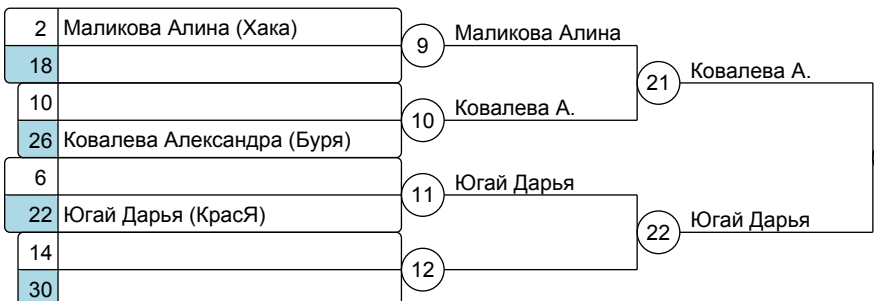 2 Маликова Алина (Хака)
9 Маликова Алина
18
21 Ковалева А.
10
10 Ковалева А.
26 Ковалева Александра (Буря)
6
11 Югай Дарья
22 Югай Дарья (КрасЯ)
22 Югай Дарья
14
12
30